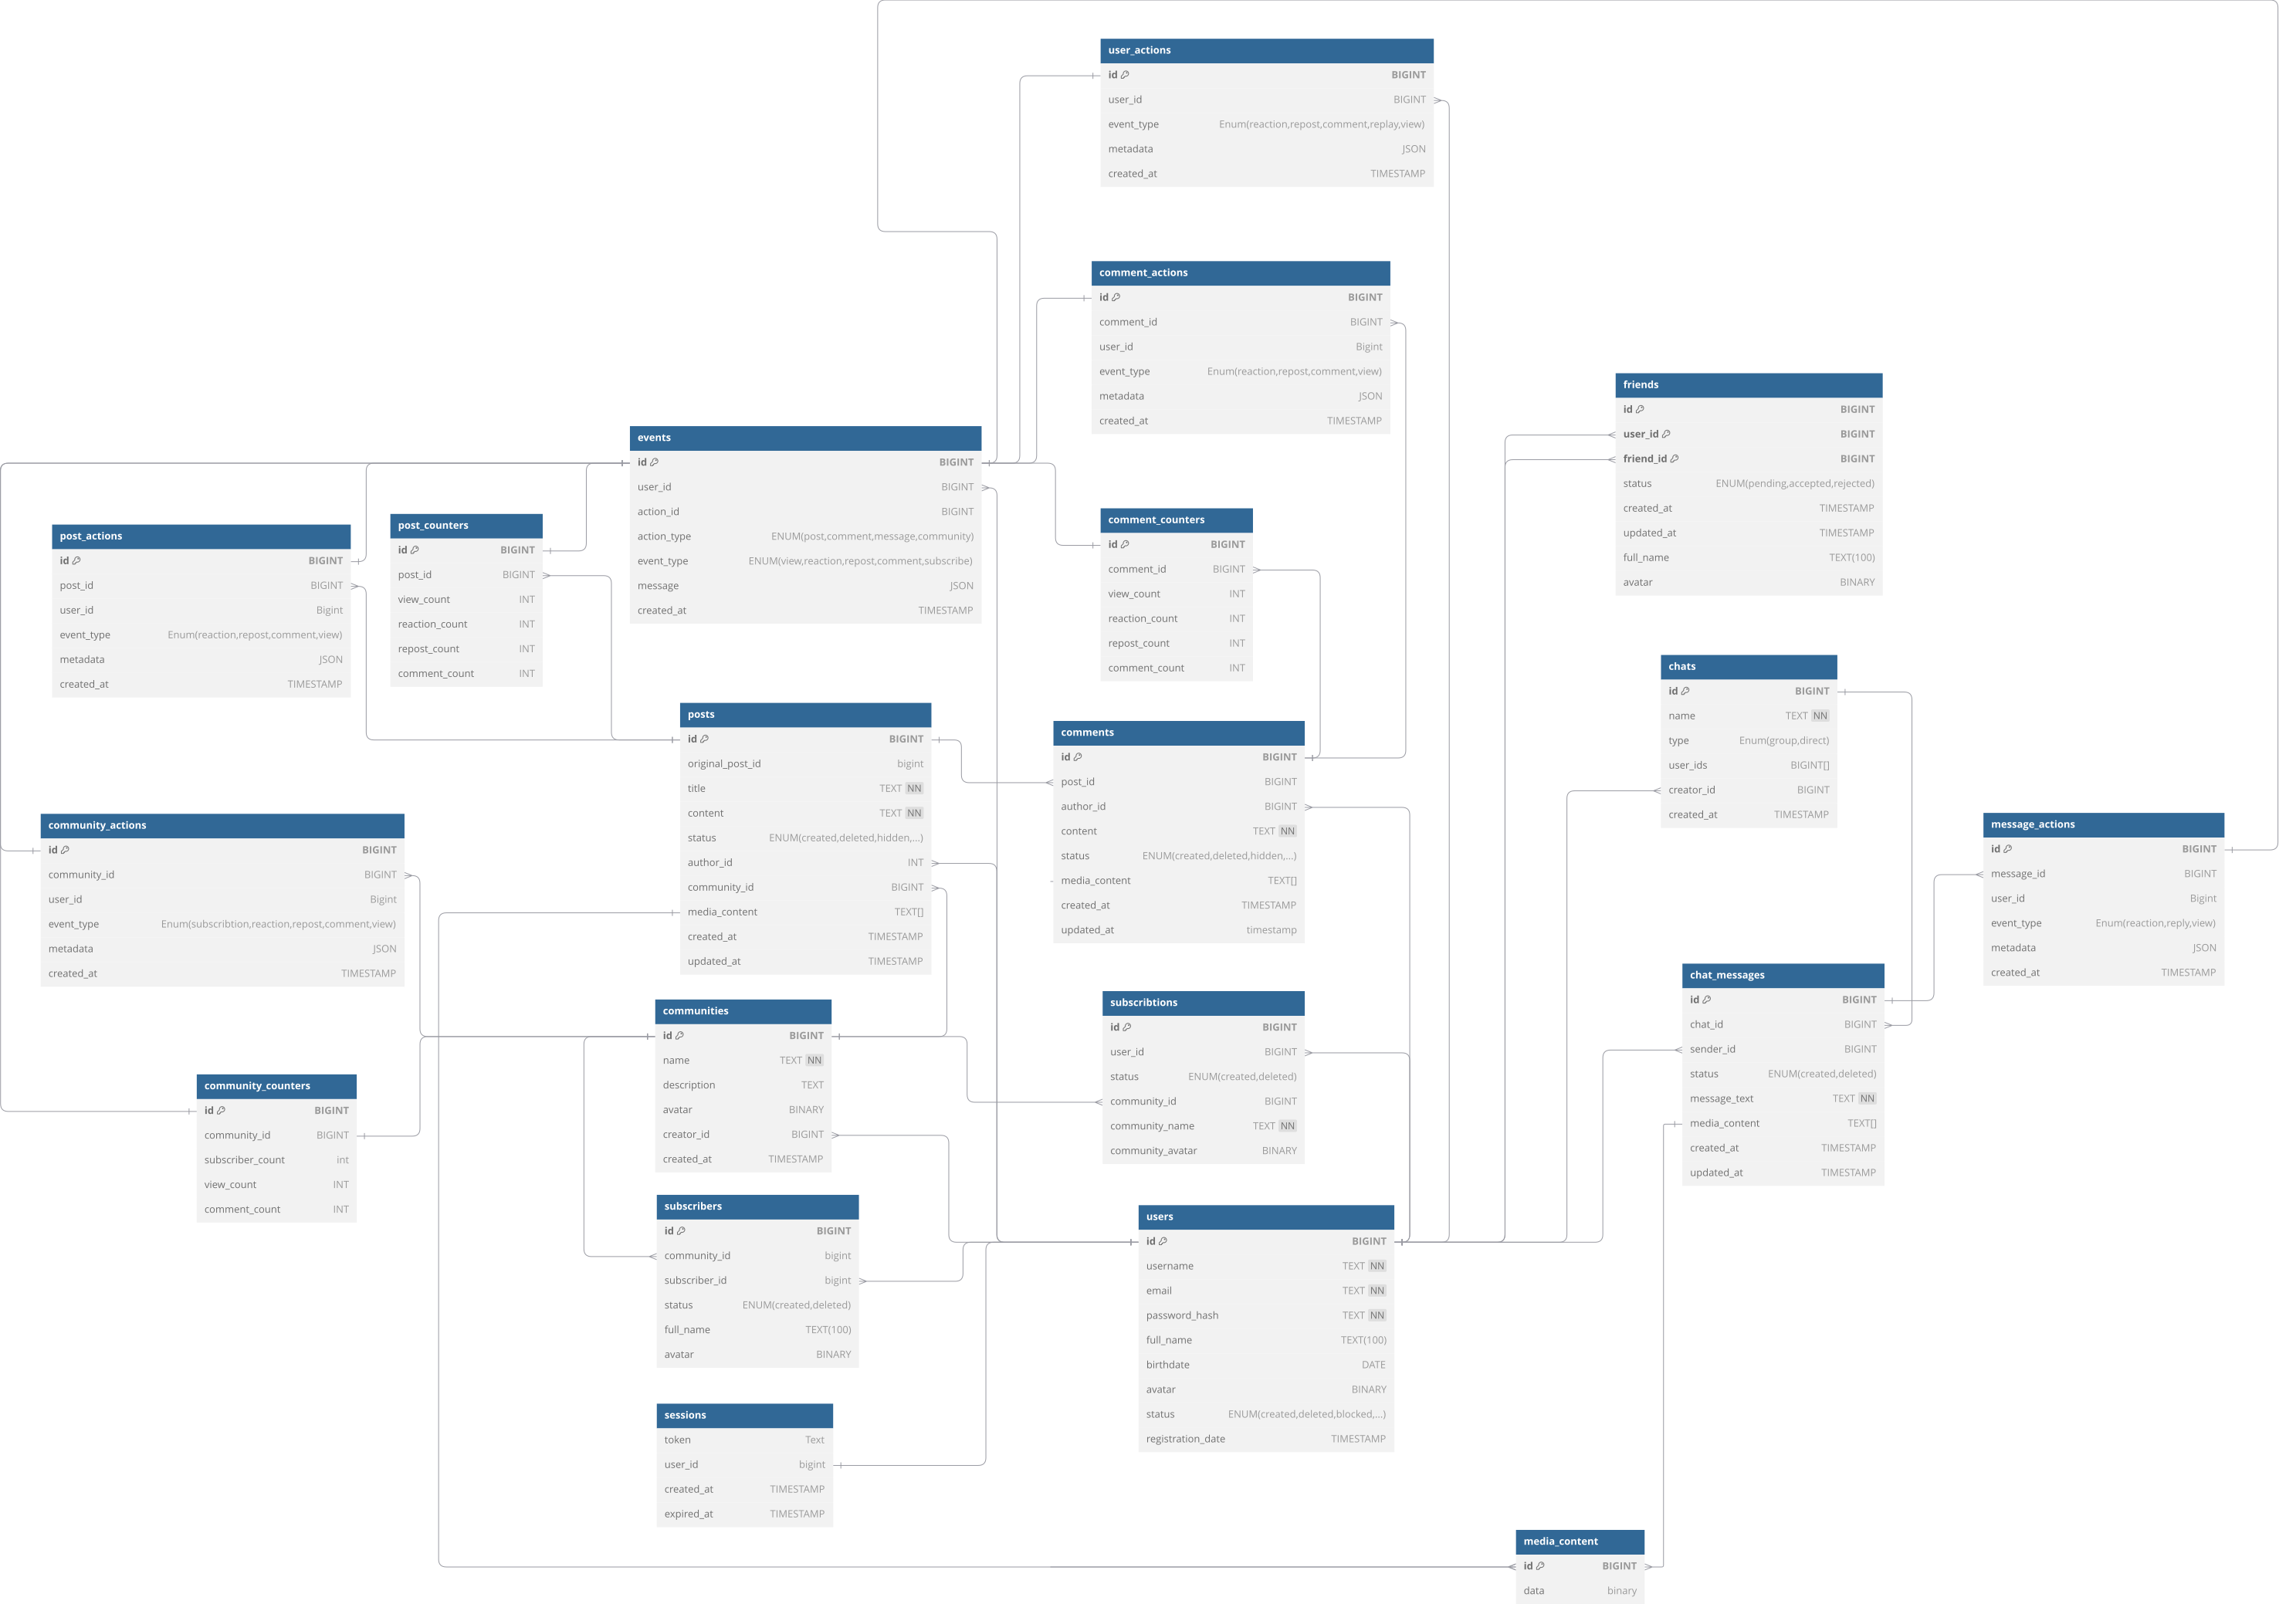 user_actions
id BIGINT
user_id BIGINT
event_type Enum(reaction,repost,comment,replay,view)
metadata JSON
created_at TIMESTAMP
comment_actions
id BIGINT
comment_id BIGINT
user_id Bigint
event_type Enum(reaction,repost,comment,view)
metadata JSON
created_at TIMESTAMP
friends
id BIGINT
user_id BIGINT
friend_id BIGINT
status ENUM(pending,accepted,rejected)
created_at TIMESTAMP
updated_at TIMESTAMP
full_name TEXT(100)
avatar BINARY
events
id BIGINT
user_id BIGINT
action_id BIGINT
action_type ENUM(post,comment,message,community)
event_type ENUM(view,reaction,repost,comment,subscribe)
message JSON
created_at TIMESTAMP
post_actions
id BIGINT
post_id BIGINT
user_id Bigint
event_type Enum(reaction,repost,comment,view)
metadata JSON
created_at TIMESTAMP
post_counters
id BIGINT
post_id BIGINT
view_count INT
reaction_count INT
repost_count INT
comment_count INT
comment_counters
id BIGINT
comment_id BIGINT
view_count INT
reaction_count INT
repost_count INT
comment_count INT
chats
id BIGINT
name TEXT NN
type Enum(group,direct)
user_ids BIGINT[]
creator_id BIGINT
created_at TIMESTAMP
posts
id BIGINT
original_post_id bigint
title TEXT NN
content TEXT NN
status ENUM(created,deleted,hidden,...)
author_id INT
community_id BIGINT
media_content TEXT[]
created_at TIMESTAMP
updated_at TIMESTAMP
comments
id BIGINT
post_id BIGINT
author_id BIGINT
content TEXT NN
status ENUM(created,deleted,hidden,...)
media_content TEXT[]
created_at TIMESTAMP
updated_at timestamp
community_actions
id BIGINT
community_id BIGINT
user_id Bigint
event_type Enum(subscribtion,reaction,repost,comment,view)
metadata JSON
created_at TIMESTAMP
message_actions
id BIGINT
message_id BIGINT
user_id Bigint
event_type Enum(reaction,reply,view)
metadata JSON
created_at TIMESTAMP
chat_messages
id BIGINT
chat_id BIGINT
sender_id BIGINT
status ENUM(created,deleted)
message_text TEXT NN
media_content TEXT[]
created_at TIMESTAMP
updated_at TIMESTAMP
communities
id BIGINT
name TEXT NN
description TEXT
avatar BINARY
creator_id BIGINT
created_at TIMESTAMP
subscribtions
id BIGINT
user_id BIGINT
status ENUM(created,deleted)
community_id BIGINT
community_name TEXT NN
community_avatar BINARY
community_counters
id BIGINT
community_id BIGINT
subscriber_count int
view_count INT
comment_count INT
subscribers
id BIGINT
community_id bigint
subscriber_id bigint
status ENUM(created,deleted)
full_name TEXT(100)
avatar BINARY
users
id BIGINT
username TEXT NN
email TEXT NN
password_hash TEXT NN
full_name TEXT(100)
birthdate DATE
avatar BINARY
status ENUM(created,deleted,blocked,...)
registration_date TIMESTAMP
sessions
token Text
user_id bigint
created_at TIMESTAMP
expired_at TIMESTAMP
media_content
id BIGINT
data binary